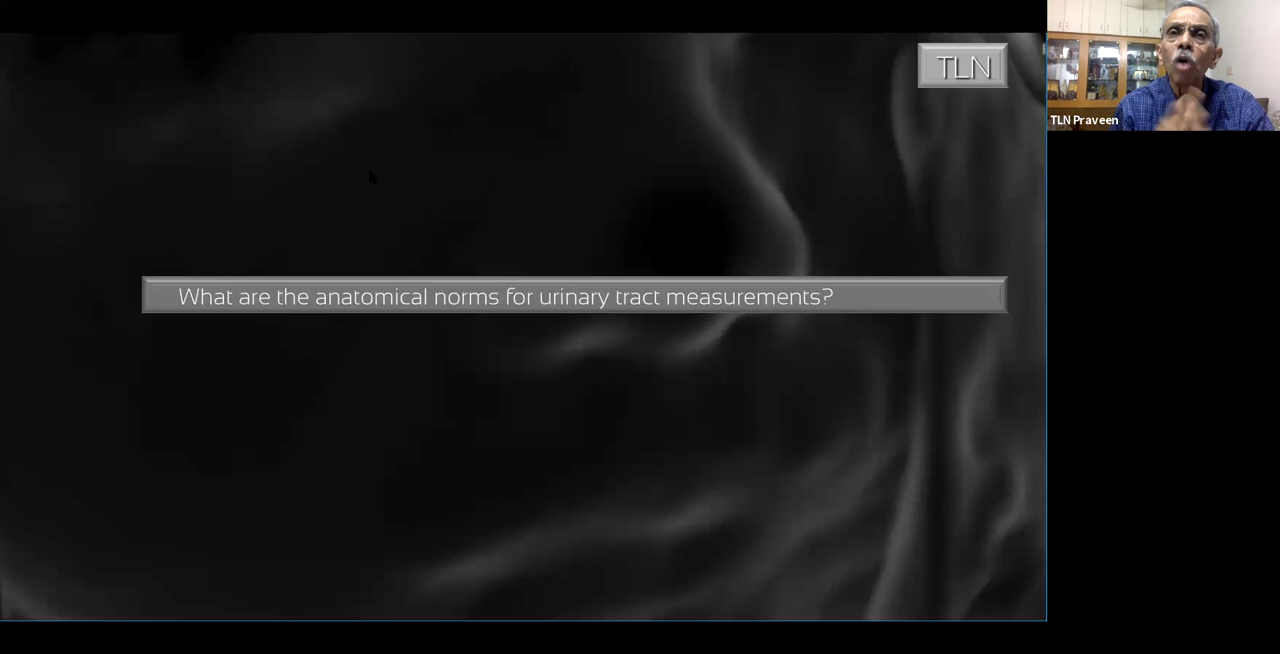 TLN
TLN Praveen
What are the anatomical norms for urinary tract measurements?